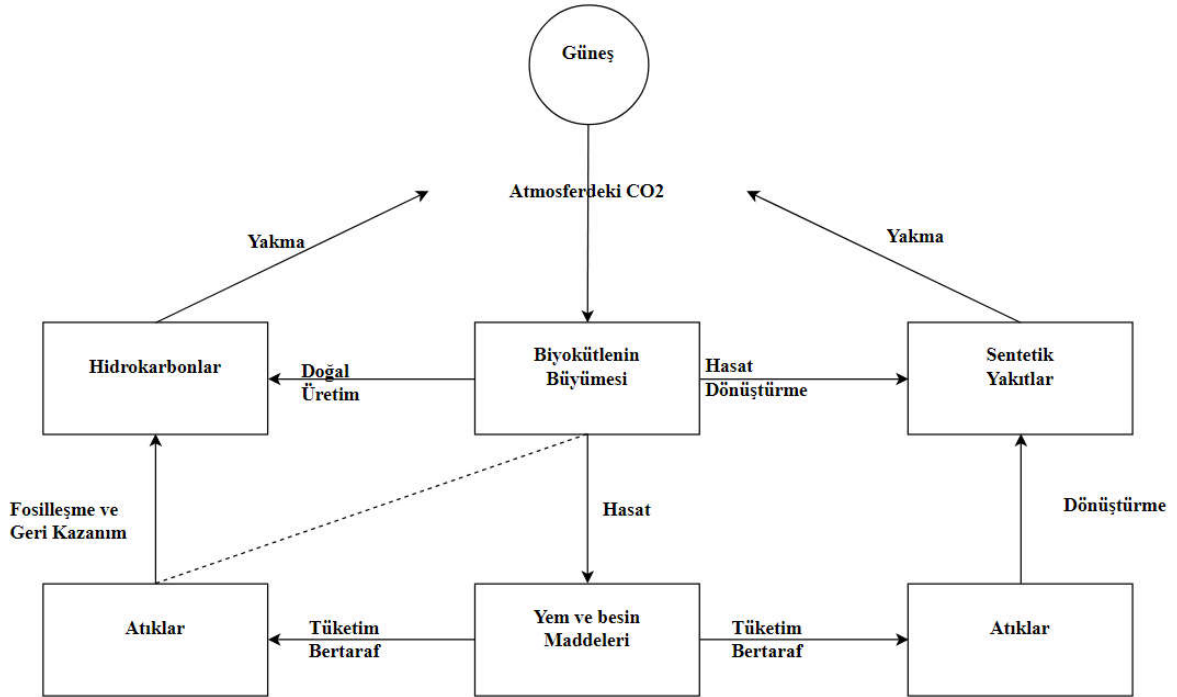 Güneş
Atmosferdeki CO2
Yakma
Yakma
Hidrokarbonlar
Doğal
Üretim
Biyokütlenin
Büyümesi
Hasat
Dönüştürme
Sentetik
Yakıtlar
Fosilleşme ve
Geri Kazanım
Hasat
Dönüştürme
Atıklar
Tüketim
Bertaraf
Yem ve besin
Maddeleri
Tüketim
Bertaraf
Atıklar